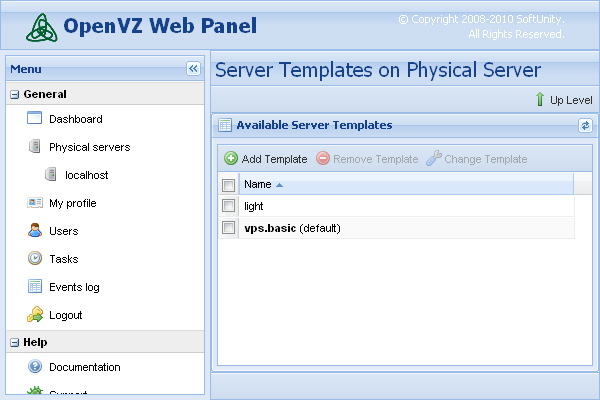 OpenVZ Web Panel
© Copyright 2008-2010 SoftUnity.
All Rights Reserved.
Menu
General
Dashboard
Physical servers
localhost
My profile
Users
Tasks
Events log
Logout
Help
Documentation
Support
Server Templates on Physical Server
Up Level
Available Server Templates
Add Template Remove Template Change Template
Name
light
vps.basic (default)